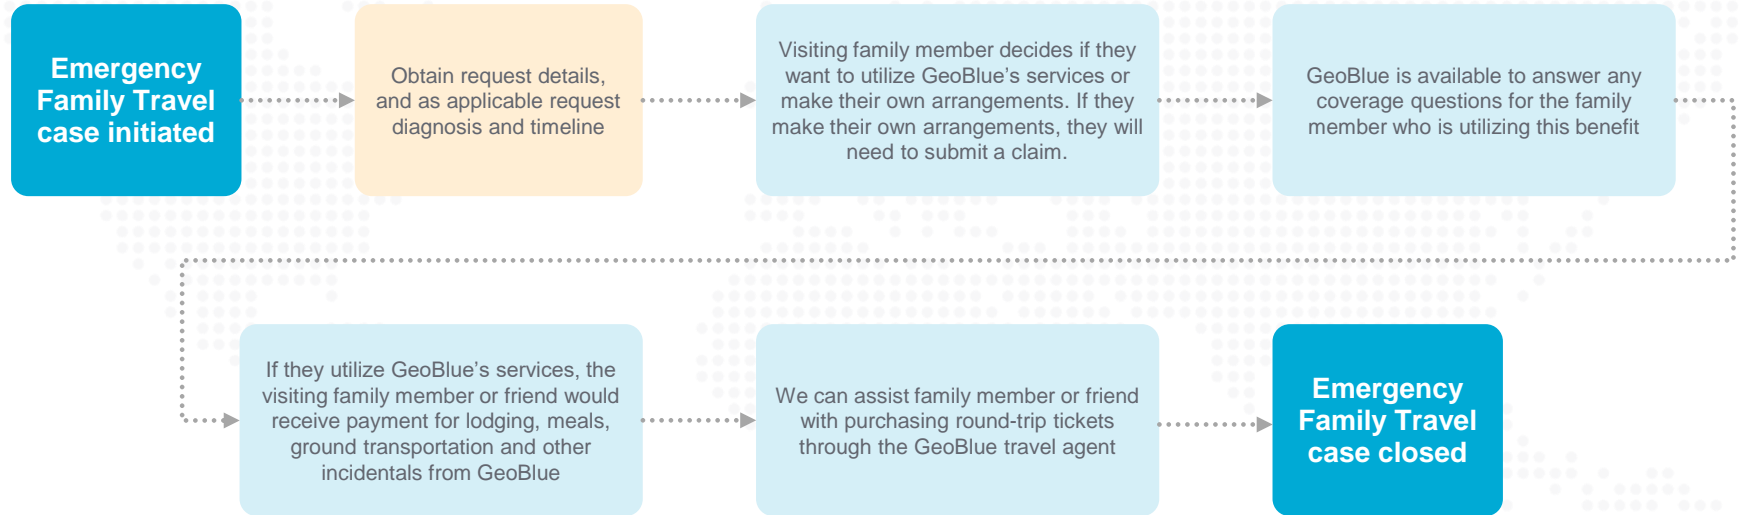 Emergency
Family Travel
case initiated
Obtain request details,
and as applicable request
diagnosis and timeline
Visiting family member decides if they
want to utilize GeoBlue’s services or
make their own arrangements. If they
make their own arrangements, they will
need to submit a claim.
GeoBlue is available to answer any
coverage questions for the family
member who is utilizing this benefit
If they utilize GeoBlue’s services, the
visiting family member or friend would
receive payment for lodging, meals,
ground transportation and other
incidentals from GeoBlue
We can assist family member or friend
with purchasing round-trip tickets
through the GeoBlue travel agent
Emergency
Family Travel
case closed